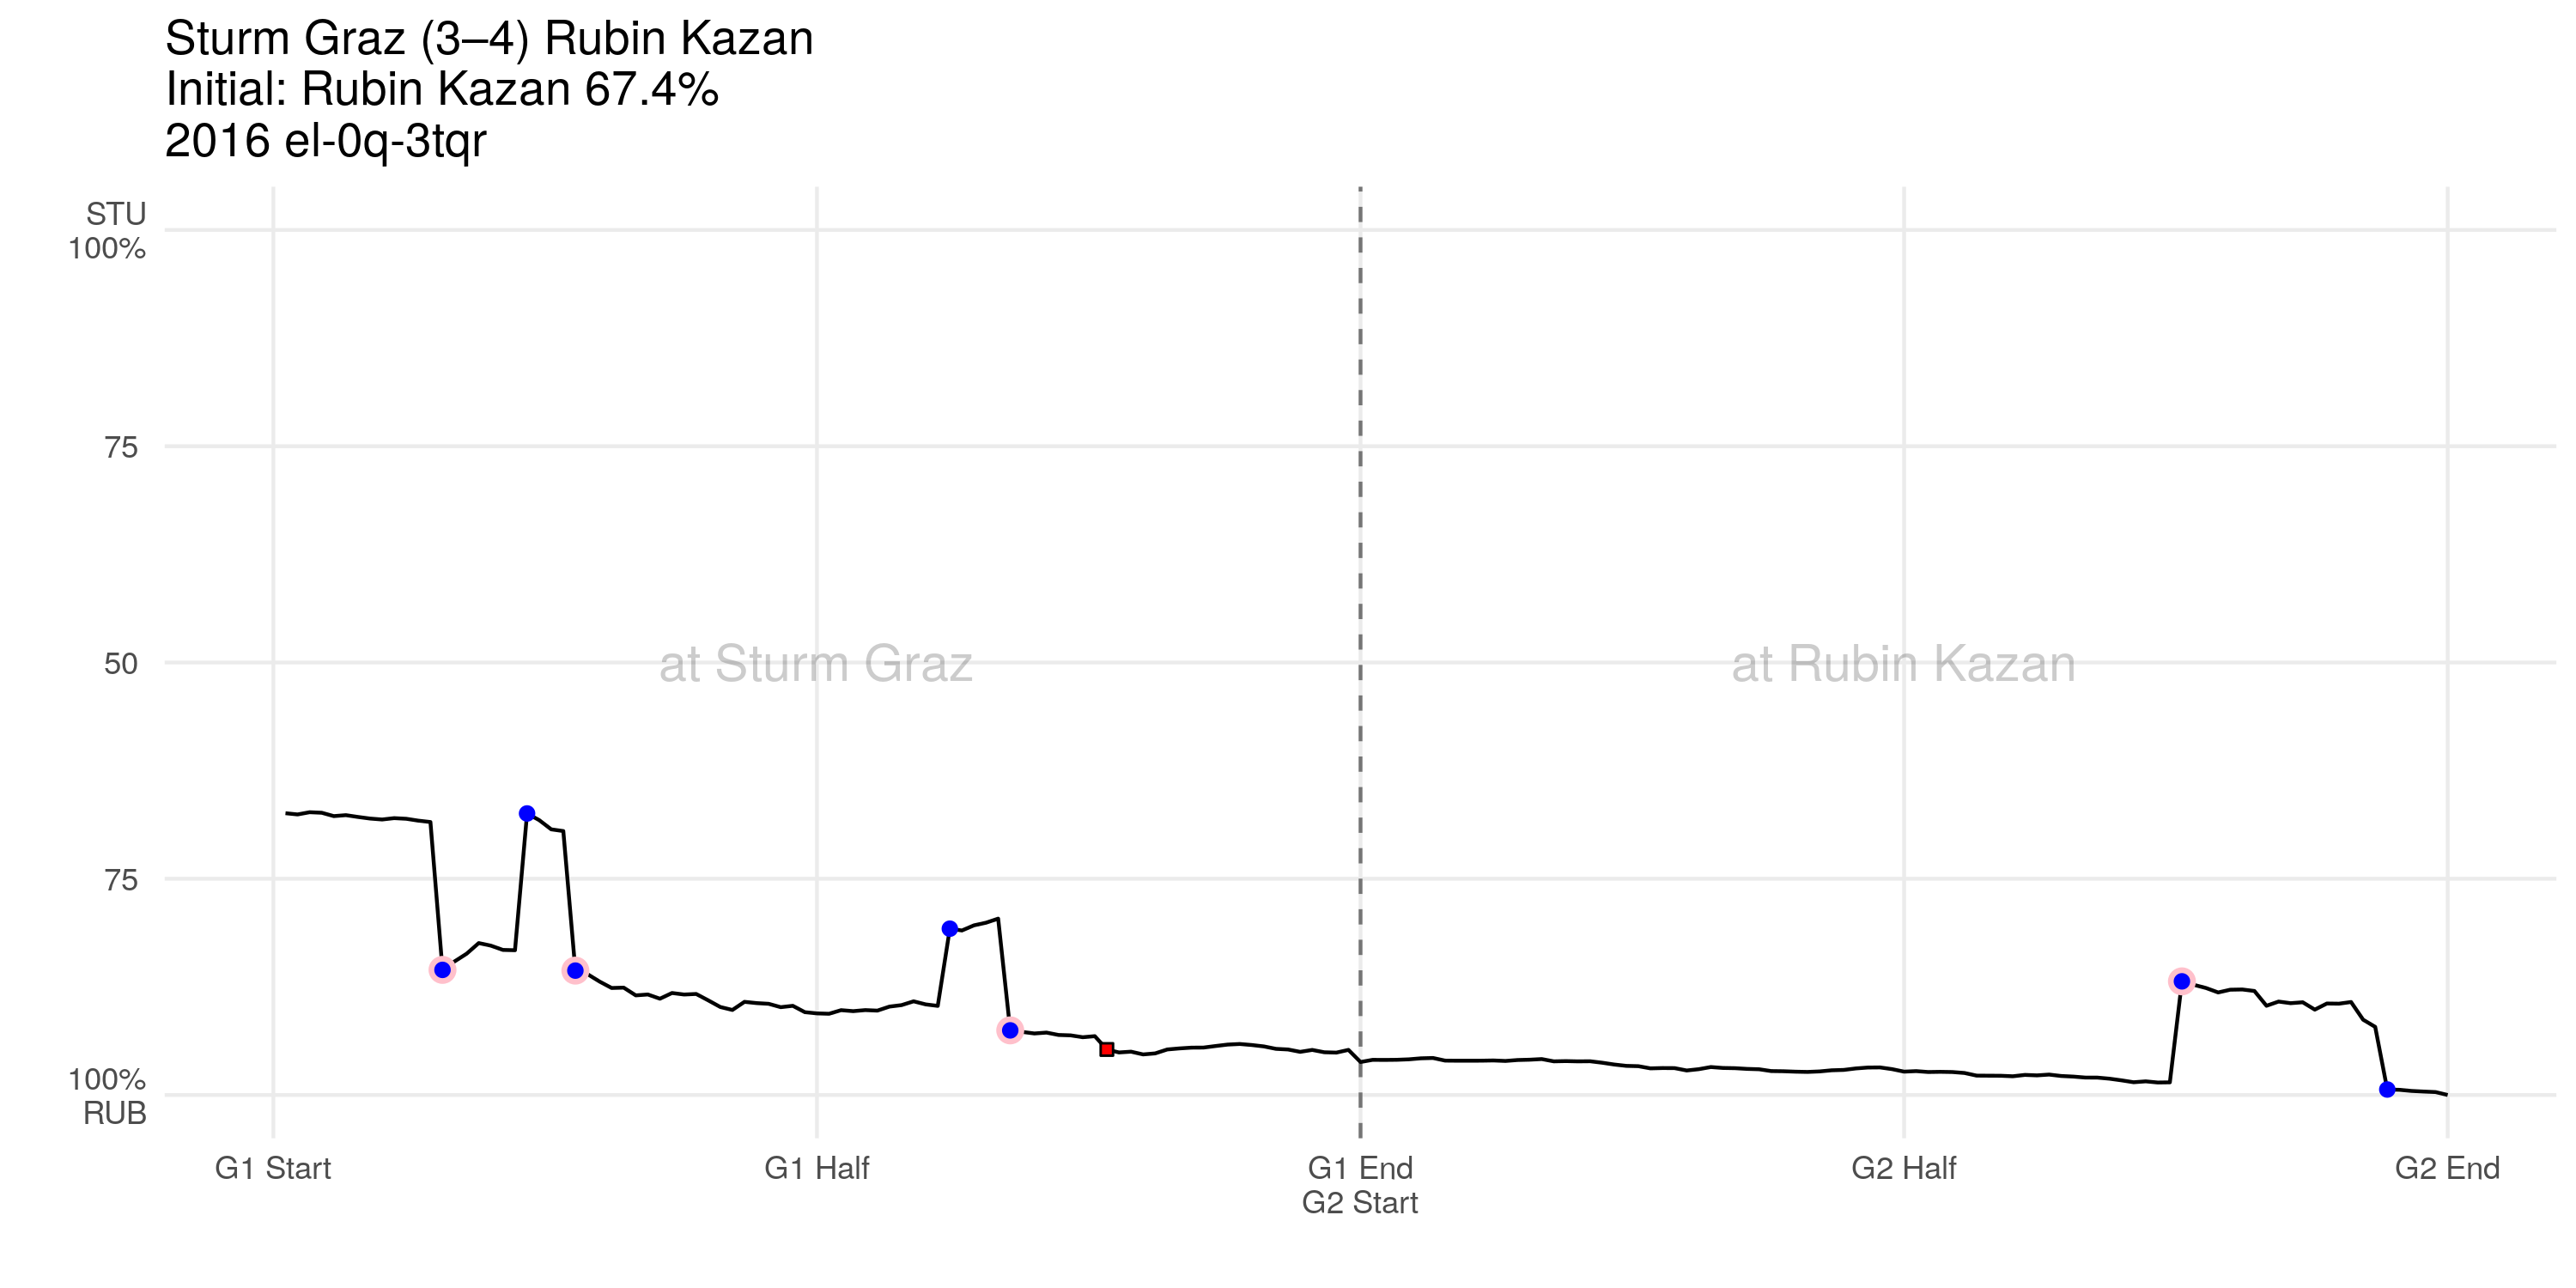 Sturm Graz (3–4) Rubin Kazan
Initial: Rubin Kazan 67.4%
2016 el-0q-3tqr
STU
100%
75
50
75
100%
RUB
at Sturm Graz
at Rubin Kazan
G1 Start
G1 Half
G1 End
G2 Start
G2 Half
G2 End